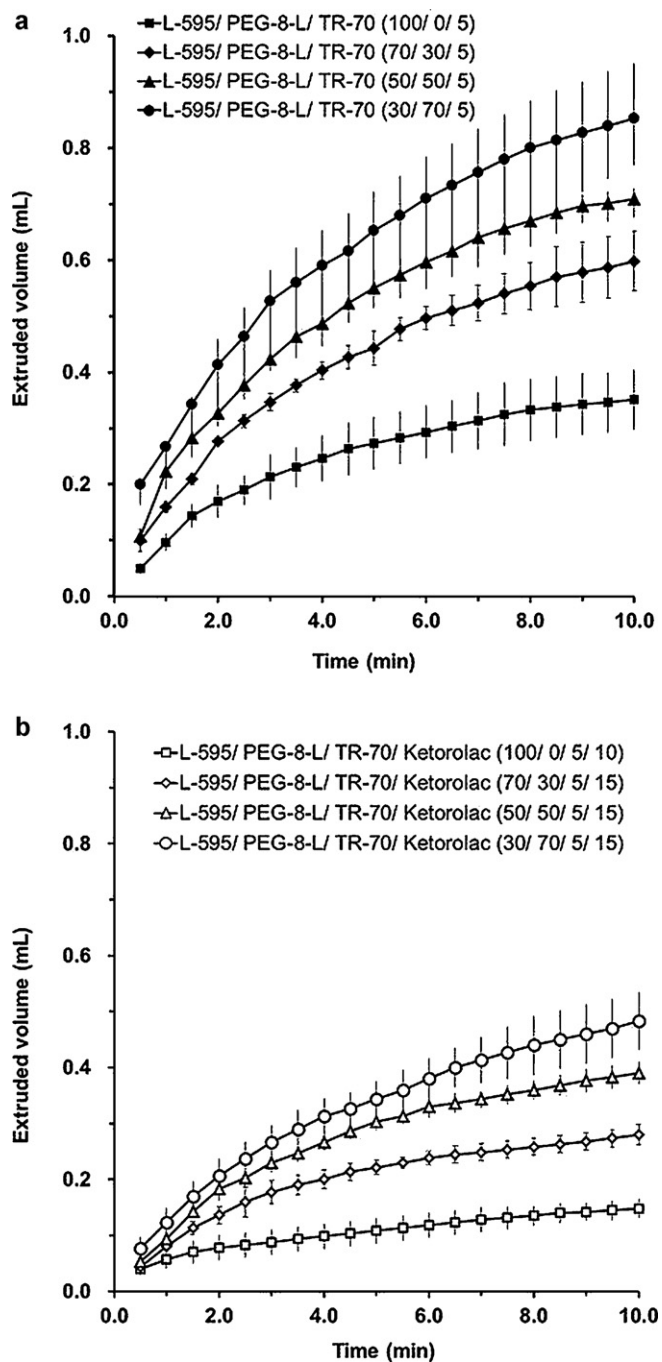 a
L-595/ PEG-8-L/ TR-70 (100/ 0/ 5)
L-595/ PEG-8-L/ TR-70 (70/ 30/ 5)
L-595/ PEG-8-L/ TR-70 (50/ 50/ 5)
L-595/ PEG-8-L/ TR-70 (30/ 70/ 5)
Extruded volume (mL)
1.0
0.8
0.6
0.4
0.2
0.0
0.0 2.0 4.0 6.0 8.0 10.0
Time (min)
b
L-595/ PEG-8-L/ TR-70/ Ketorolac (100/ 0/ 5/ 10)
L-595/ PEG-8-L/ TR-70/ Ketorolac (70/ 30/ 5/ 15)
L-595/ PEG-8-L/ TR-70/ Ketorolac (50/ 50/ 5/ 15)
L-595/ PEG-8-L/ TR-70/ Ketorolac (30/ 70/ 5/ 15)
Extruded volume (mL)
1.0
0.8
0.6
0.4
0.2
0.0
0.0 2.0 4.0 6.0 8.0 10.0
Time (min)